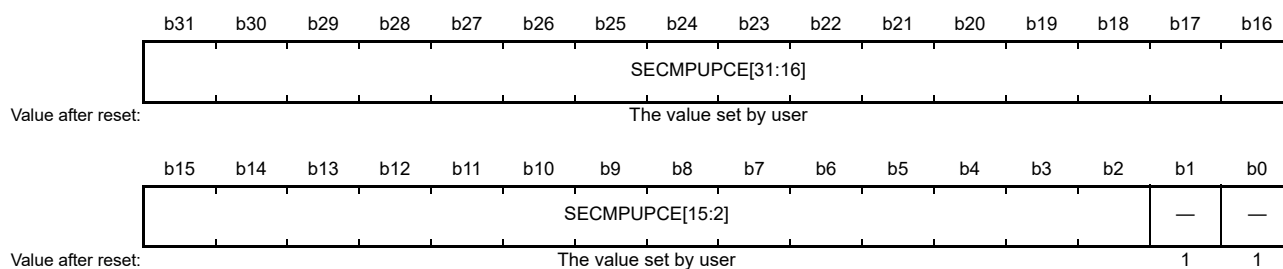 b31 b30 b29 b28 b27 b26 b25 b24 b23 b22 b21 b20 b19 b18 b17 b16
SECMPUPCE[31:16]
Value after reset: The value set by user
b15 b14 b13 b12 b11 b10 b9 b8 b7 b6 b5 b4 b3 b2 b1 b0
SECMPUPCE[15:2] — —
Value after reset: The value set by user 1 1